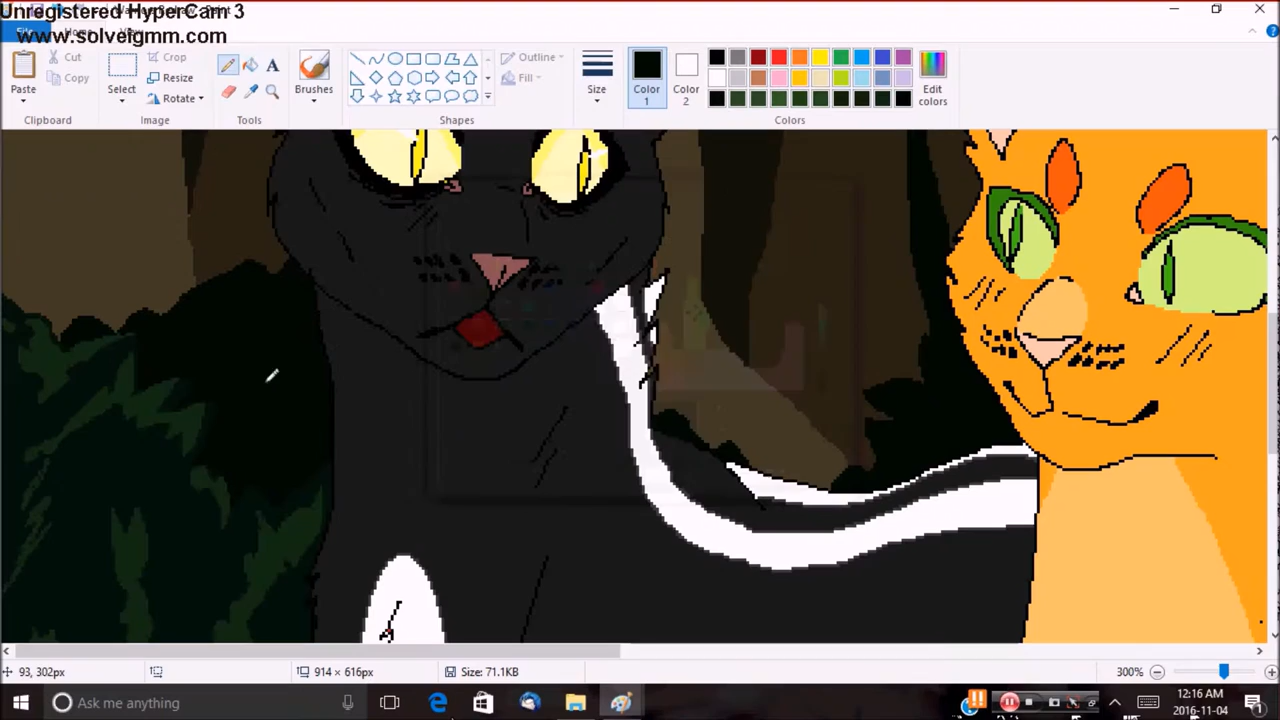 Unregistered HyperCam 3
www.solveigmm.com
Paste
Cut
Copy
Clipboard
Select
Crop
Resize
Rotate
Image
Tools
Brushes
Shapes
Outline
Fill
Size
Color 1
Color 2
Edit colors
Colors
93, 302px
914 × 616px
Size: 71.1KB
300%
Ask me anything
12:16 AM
2016-11-04